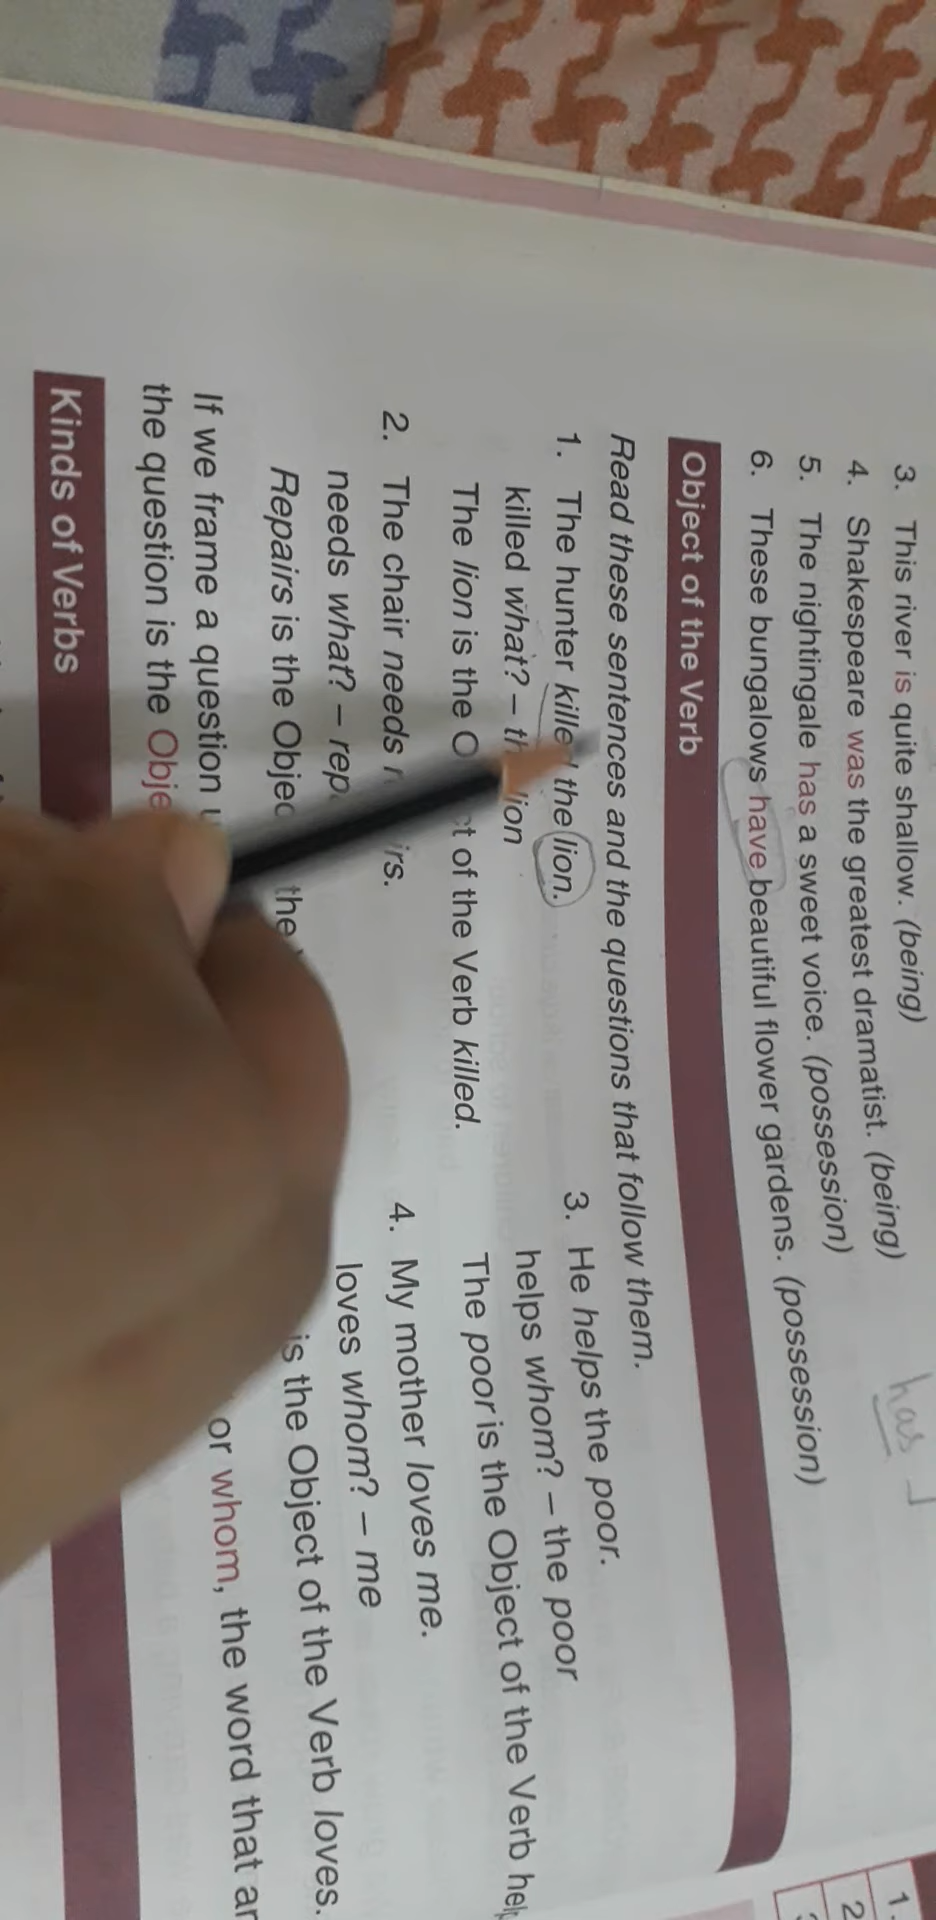 3. This river is quite shallow. (being)
4. Shakespeare was the greatest dramatist. (being)
5. The nightingale has a sweet voice. (possession)
6. These bungalows have beautiful flower gardens. (possession)
has
Object of the Verb
Read these sentences and the questions that follow them.
1. The hunter killed the lion.
killed what? – lion
The lion is the of the Verb killed.
2. The chair needs
needs what? –
Repairs is the the
3. He helps the poor.
helps whom? – the poor
The poor is the Object of the Verb
4. My mother loves me.
loves whom? – me
is the Object of the Verb loves.
If we frame a question or whom, the word that
the question is the
Kinds of Verbs
1.
2